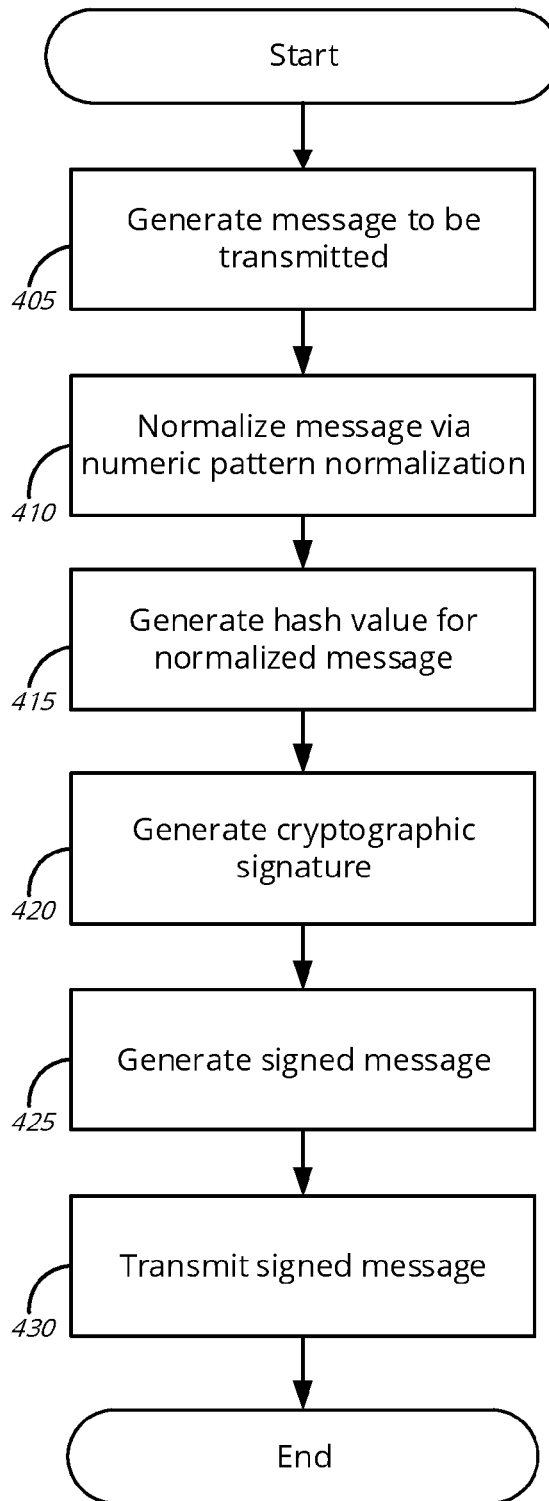 Start
Generate message to be
transmitted
405
Normalize message via
numeric pattern normalization
410
Generate hash value for
normalized message
415
Generate cryptographic
signature
420
Generate signed message
425
Transmit signed message
430
End